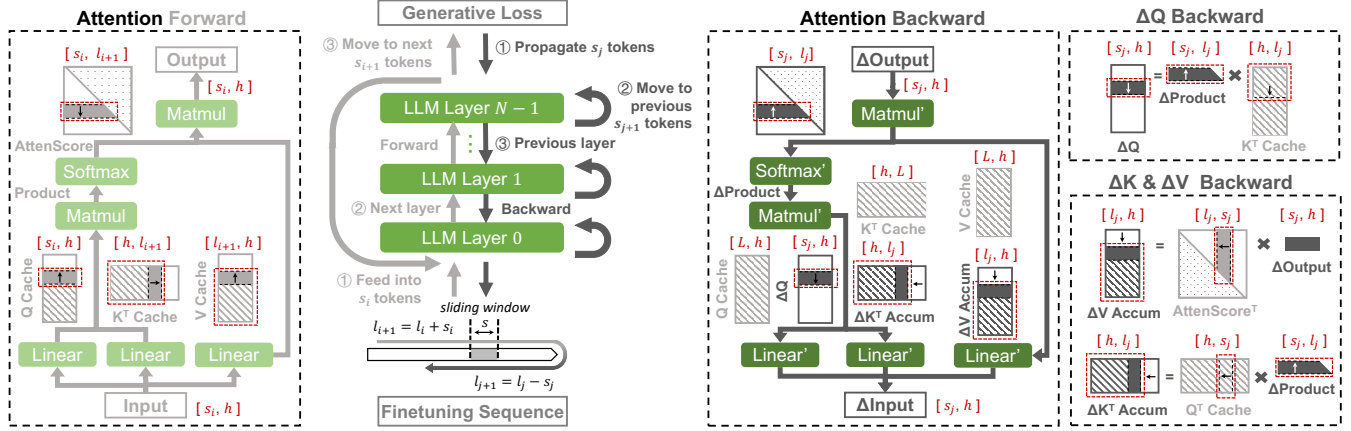 Attention Forward
[ s_i, l_{i+1} ]
Output
[ s_i, h ]
Matmul
AttenScore
Softmax
Product
Matmul
[ s_i, h ]
[ h, l_{i+1} ]
[ l_{i+1}, h ]
Q Cache
K^T Cache
V Cache
Linear
Linear
Linear
Input
[ s_i, h ]
Generative Loss
③ Move to next
s_{i+1} tokens
① Propagate s_j tokens
② Move to
previous
s_{j+1} tokens
LLM Layer N − 1
Forward
③ Previous layer
LLM Layer 1
② Next layer
Backward
LLM Layer 0
① Feed into
s_i tokens
sliding window
l_{i+1} = l_i + s_i
s
l_{j+1} = l_j − s_j
Finetuning Sequence
Attention Backward
[ s_j, l_j ]
ΔOutput
[ s_j, h ]
Matmul'
Softmax'
ΔProduct
Matmul'
[ h, L ]
K^T Cache
[ L, h ]
V Cache
[ L, h ]
[ s_j, h ]
[ h, l_j ]
[ l_j, h ]
Q Cache
ΔQ
ΔK^T Accum
ΔV Accum
Linear'
Linear'
Linear'
ΔInput
[ s_j, h ]
ΔQ Backward
[ s_j, h ]
[ s_j, l_j ]
[ h, l_j ]
=
×
ΔProduct
ΔQ
K^T Cache
ΔK & ΔV Backward
[ l_j, h ]
[ l_j, s_j ]
[ s_j, h ]
=
×
ΔOutput
ΔV Accum
AttenScore^T
[ h, l_j ]
[ h, s_j ]
[ s_j, l_j ]
=
×
ΔProduct
ΔK^T Accum
Q^T Cache